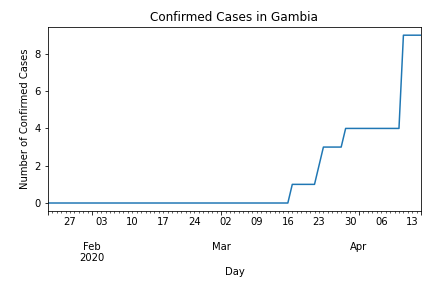 Confirmed Cases in Gambia
Number of Confirmed Cases
8
6
4
2
0
27 03 10 17 24 02 09 16 23 30 06 13
Feb Mar Apr
2020
Day